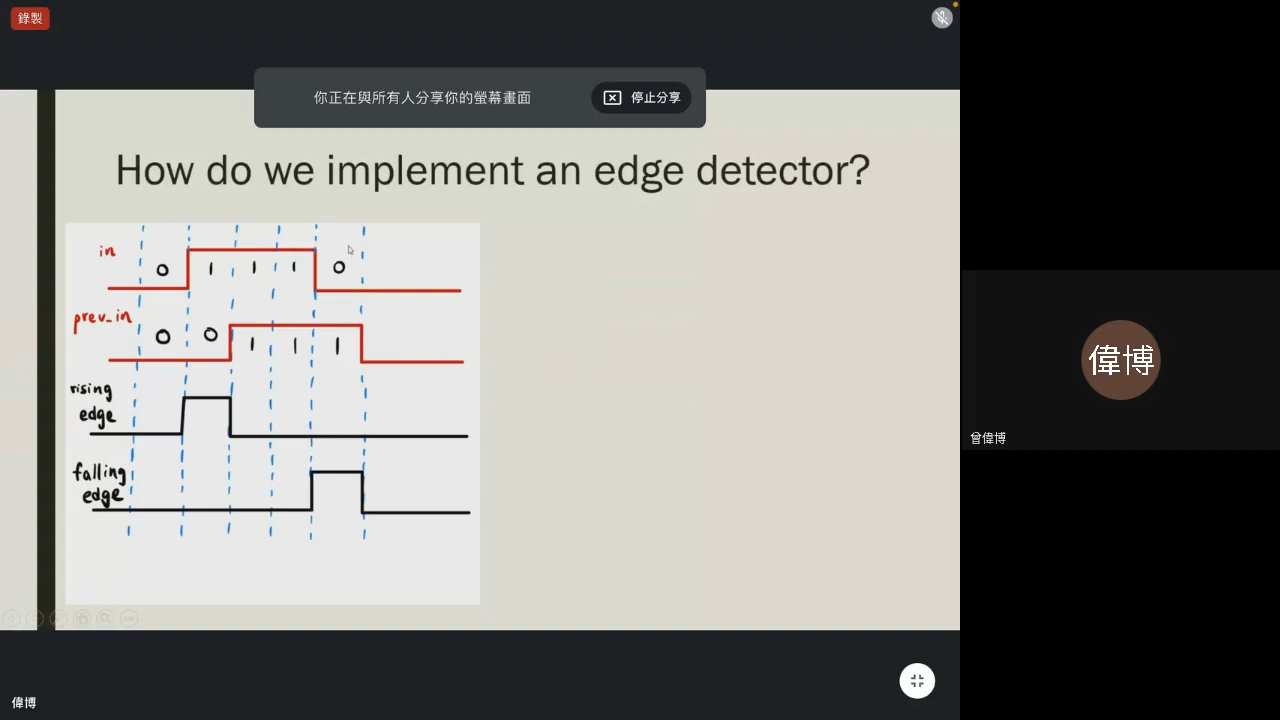 錄製
你正在與所有人分享你的螢幕畫面
停止分享
How do we implement an edge detector?
in
0 1 1 1 0
prev_in
0 0 1 1 1
rising
edge
falling
edge
偉博
曾偉博
偉博